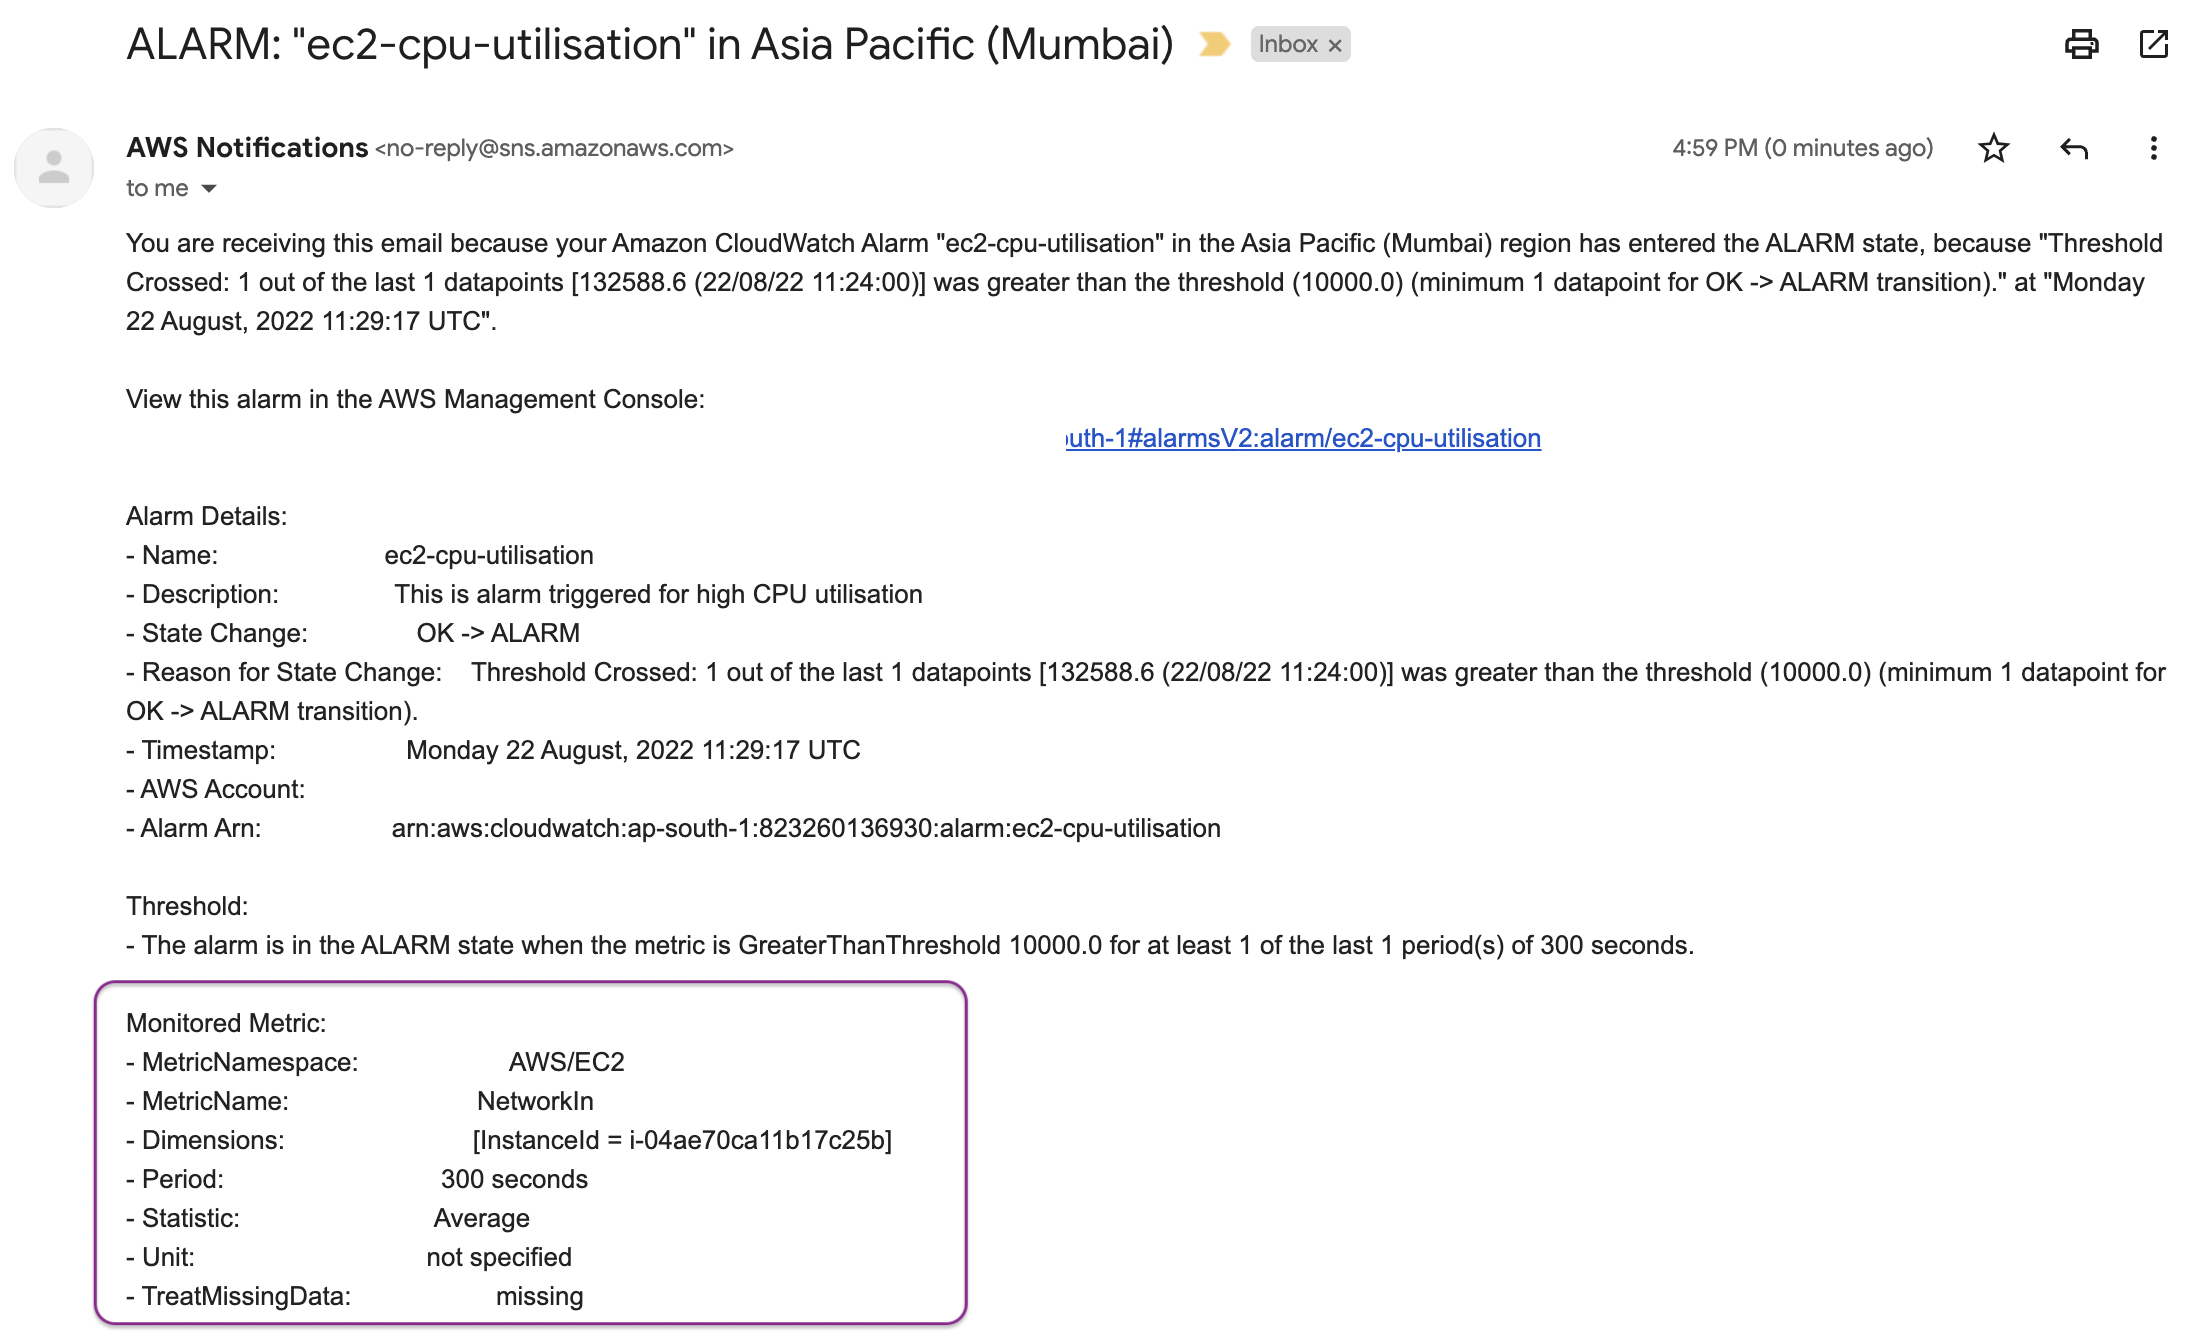 ALARM: "ec2-cpu-utilisation" in Asia Pacific (Mumbai) Inbox ×
AWS Notifications <no-reply@sns.amazonaws.com> 4:59 PM (0 minutes ago)
to me
You are receiving this email because your Amazon CloudWatch Alarm "ec2-cpu-utilisation" in the Asia Pacific (Mumbai) region has entered the ALARM state, because "Threshold
Crossed: 1 out of the last 1 datapoints [132588.6 (22/08/22 11:24:00)] was greater than the threshold (10000.0) (minimum 1 datapoint for OK -> ALARM transition)." at "Monday
22 August, 2022 11:29:17 UTC".
View this alarm in the AWS Management Console:
uth-1#alarmsV2:alarm/ec2-cpu-utilisation
Alarm Details:
- Name: ec2-cpu-utilisation
- Description: This is alarm triggered for high CPU utilisation
- State Change: OK -> ALARM
- Reason for State Change: Threshold Crossed: 1 out of the last 1 datapoints [132588.6 (22/08/22 11:24:00)] was greater than the threshold (10000.0) (minimum 1 datapoint for
OK -> ALARM transition).
- Timestamp: Monday 22 August, 2022 11:29:17 UTC
- AWS Account:
- Alarm Arn: arn:aws:cloudwatch:ap-south-1:823260136930:alarm:ec2-cpu-utilisation
Threshold:
- The alarm is in the ALARM state when the metric is GreaterThanThreshold 10000.0 for at least 1 of the last 1 period(s) of 300 seconds.
Monitored Metric:
- MetricNamespace: AWS/EC2
- MetricName: NetworkIn
- Dimensions: [InstanceId = i-04ae70ca11b17c25b]
- Period: 300 seconds
- Statistic: Average
- Unit: not specified
- TreatMissingData: missing